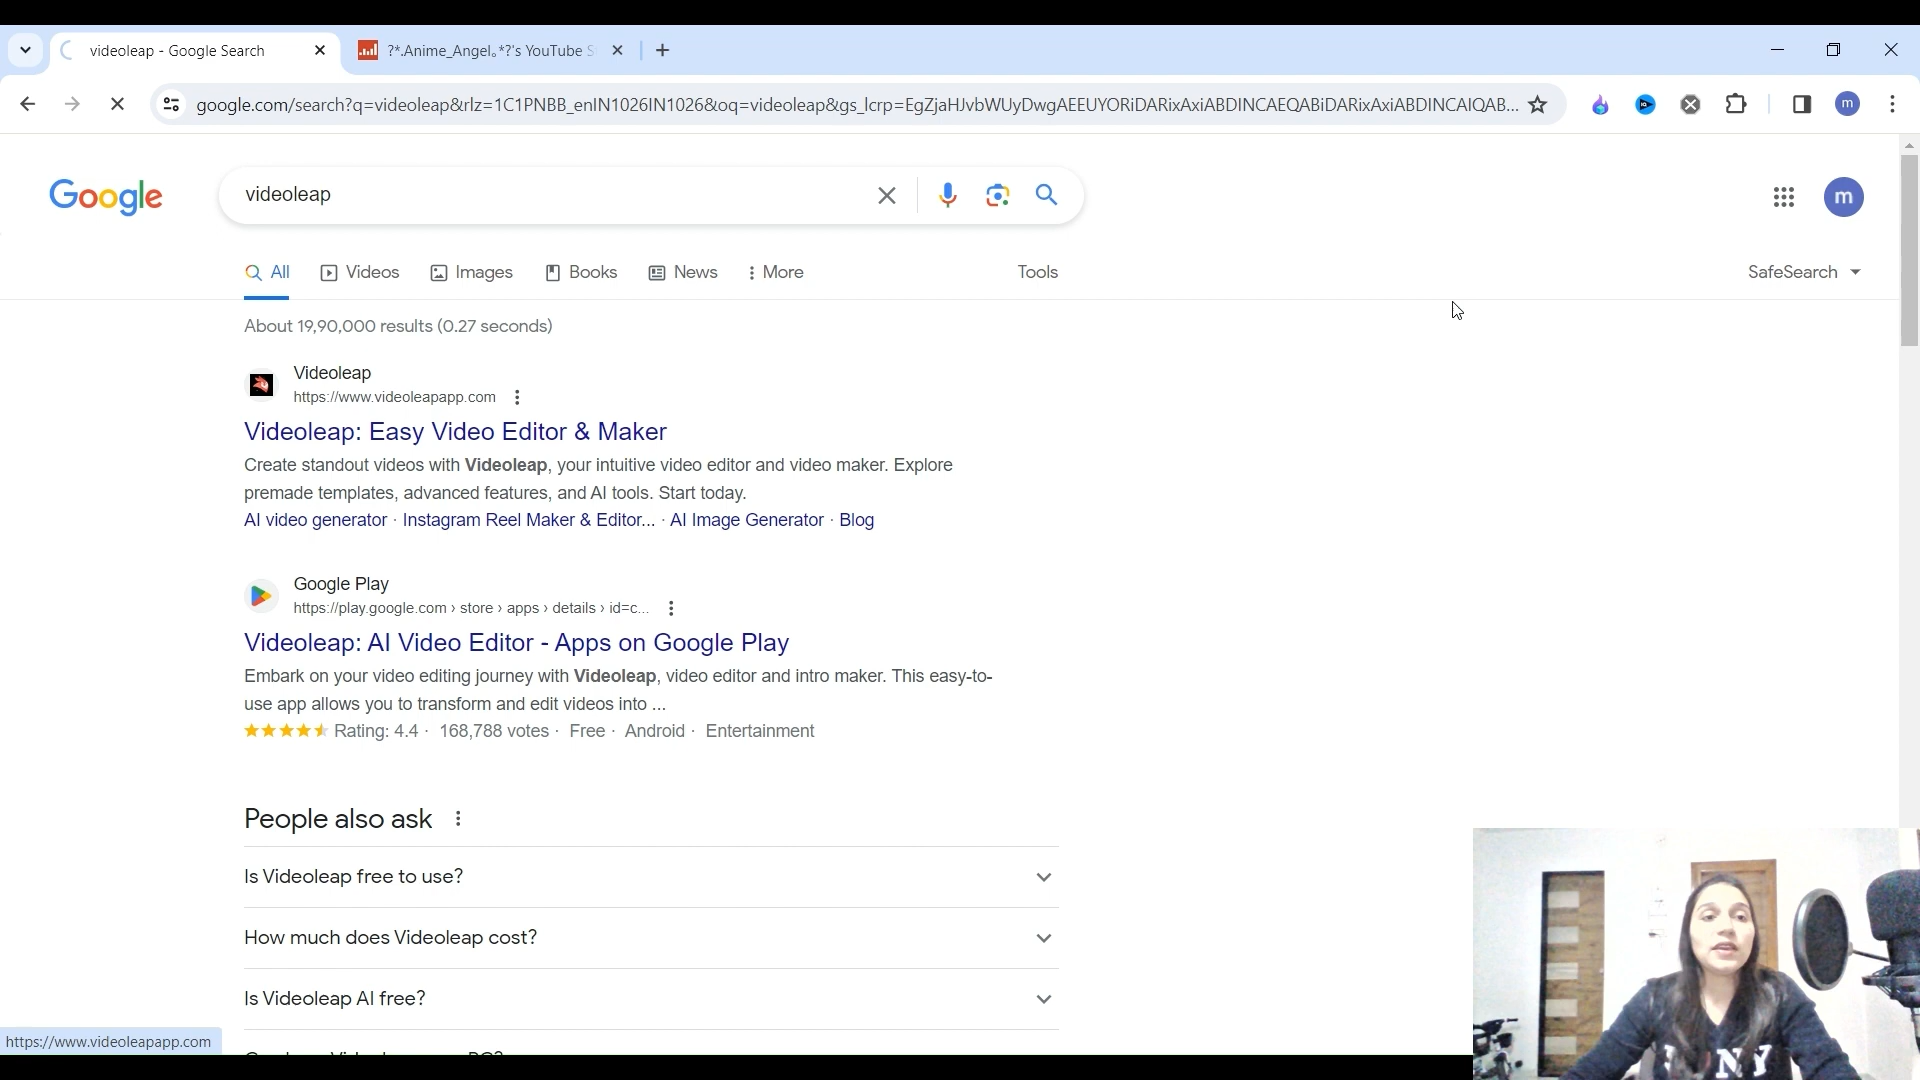 videoleap - Google Search
?*.Anime_Angel｡*?'s YouTube S
google.com/search?q=videoleap&rlz=1C1PNBB_enIN1026IN1026&oq=videoleap&gs_lcrp=EgZjaHJvbWUyDwgAEEUYORiDARixAxiABDINCAEQABiDARixAxiABDINCAIQAB...
m
Google
videoleap
m
All
Videos
Images
Books
News
More
Tools
SafeSearch
About 19,90,000 results (0.27 seconds)
Videoleap
https://www.videoleapapp.com
Videoleap: Easy Video Editor & Maker
Create standout videos with Videoleap, your intuitive video editor and video maker. Explore
premade templates, advanced features, and AI tools. Start today.
AI video generator · Instagram Reel Maker & Editor... · AI Image Generator · Blog
Google Play
https://play.google.com › store › apps › details › id=c...
Videoleap: AI Video Editor - Apps on Google Play
Embark on your video editing journey with Videoleap, video editor and intro maker. This easy-to-
use app allows you to transform and edit videos into ...
Rating: 4.4 · 168,788 votes · Free · Android · Entertainment
People also ask
Is Videoleap free to use?
How much does Videoleap cost?
Is Videoleap AI free?
https://www.videoleapapp.com